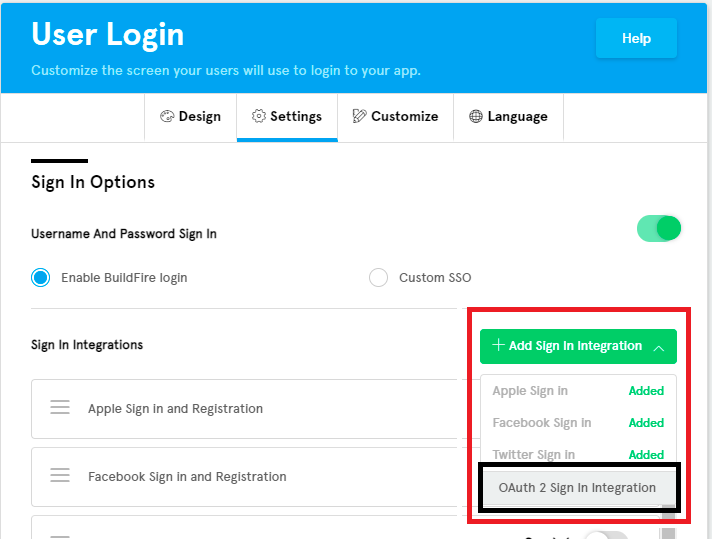 User Login
Help
Customize the screen your users will use to login to your app.
Design
Settings
Customize
Language
Sign In Options
Username And Password Sign In
Enable BuildFire login
Custom SSO
Sign In Integrations
Add Sign In Integration
Apple Sign in Added
Facebook Sign in Added
Twitter Sign in Added
OAuth 2 Sign In Integration
Apple Sign in and Registration
Facebook Sign in and Registration